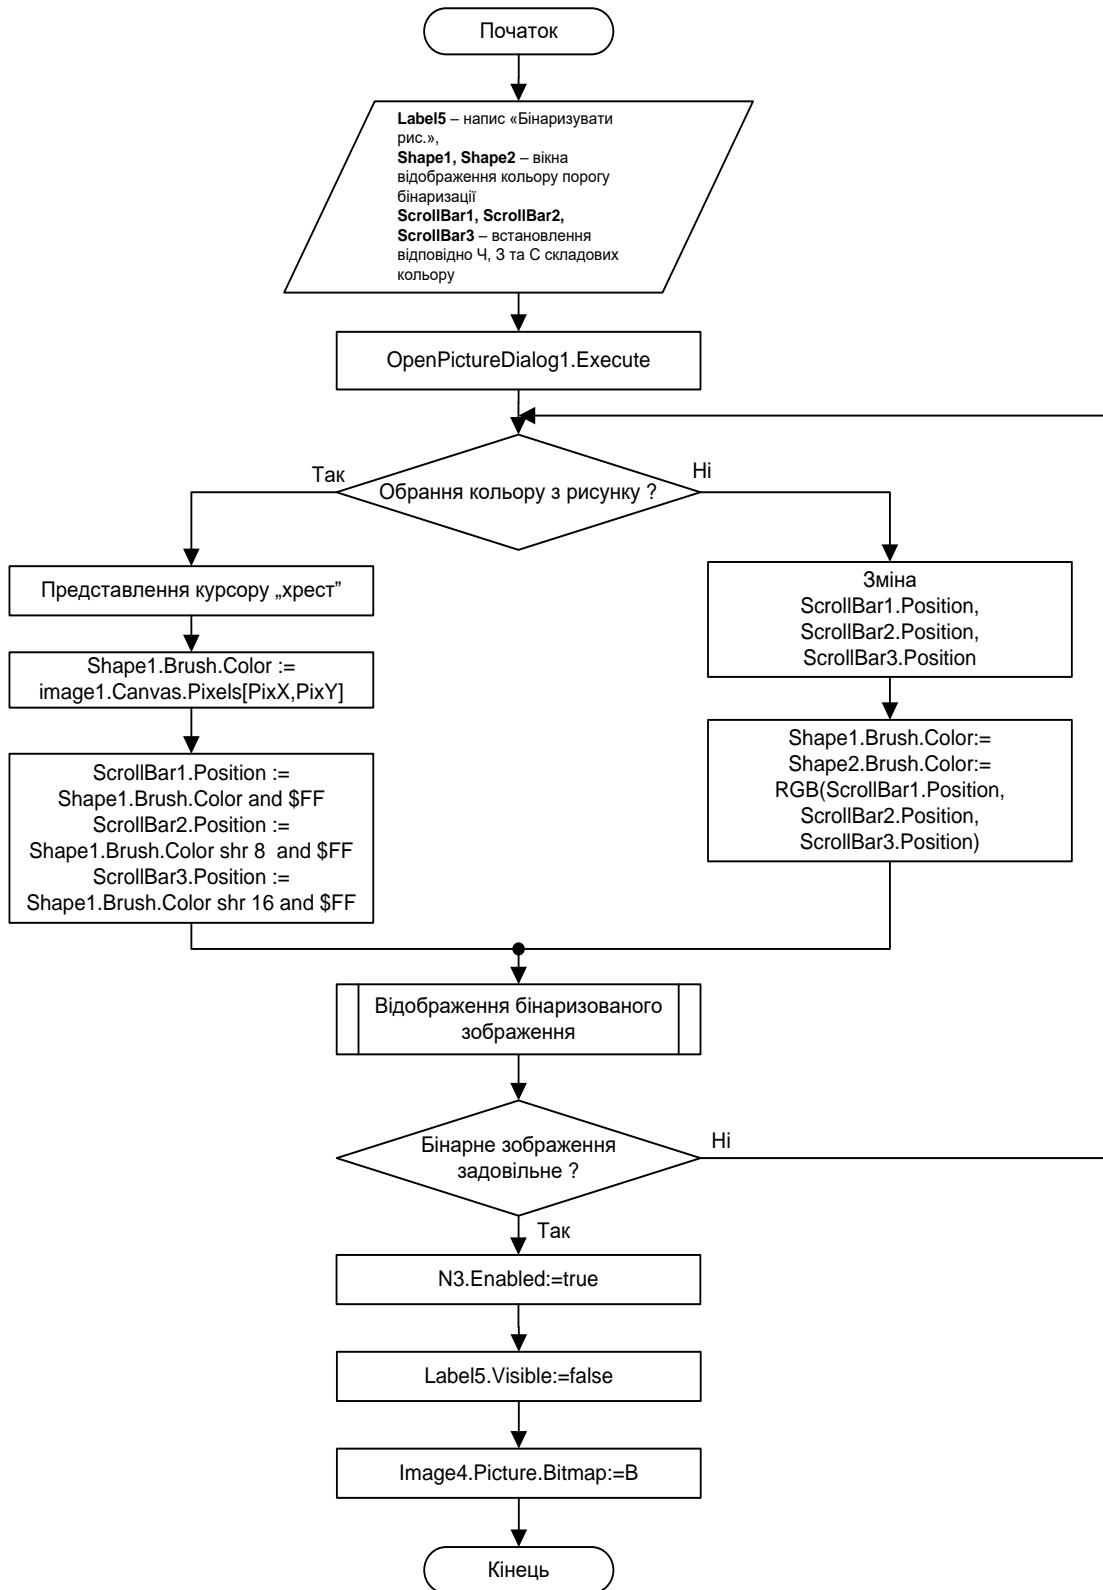 Початок
Label5 – напис «Бінаризувати
рис.»,
Shape1, Shape2 – вікна
відображення кольору порогу
бінаризації
ScrollBar1, ScrollBar2,
ScrollBar3 – встановлення
відповідно Ч, З та С складових
кольору
OpenPictureDialog1.Execute
Обрання кольору з рисунку ?
Так
Ні
Представлення курсору „хрест”
Shape1.Brush.Color :=
image1.Canvas.Pixels[PixX,PixY]
ScrollBar1.Position :=
Shape1.Brush.Color and $FF
ScrollBar2.Position :=
Shape1.Brush.Color shr 8  and $FF
ScrollBar3.Position :=
Shape1.Brush.Color shr 16 and $FF
Зміна
ScrollBar1.Position,
ScrollBar2.Position,
ScrollBar3.Position
Shape1.Brush.Color:=
Shape2.Brush.Color:=
RGB(ScrollBar1.Position,
ScrollBar2.Position,
ScrollBar3.Position)
Відображення бінаризованого
зображення
Бінарне зображення
задовільне ?
Ні
Так
N3.Enabled:=true
Label5.Visible:=false
Image4.Picture.Bitmap:=B
Кінець